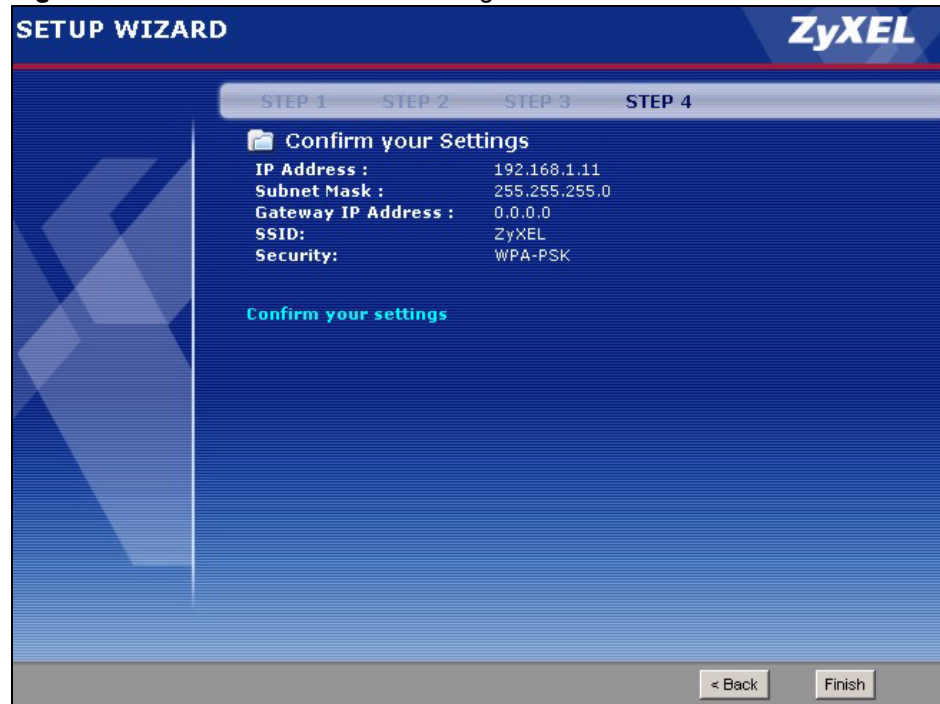 SETUP WIZARD
ZyXEL
STEP 1 STEP 2 STEP 3 STEP 4
Confirm your Settings
IP Address : 192.168.1.11
Subnet Mask : 255.255.255.0
Gateway IP Address : 0.0.0.0
SSID: ZyXEL
Security: WPA-PSK
Confirm your settings
< Back Finish